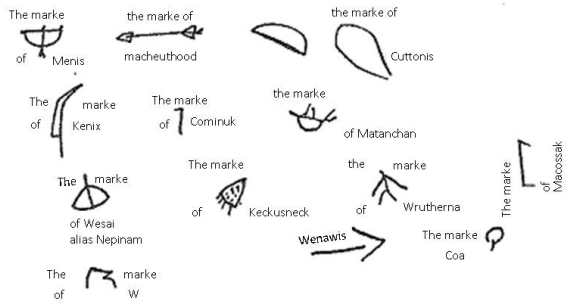 The marke
of Menis
the marke of
macheuthood
the marke of
Cuttonis
The marke
of Kenix
The marke
of Cominuk
the marke
of Matanchan
The marke
of Macossak
The marke
of Wesai
alias Nepinam
The marke
of Keckusneck
the marke
of Wrutherna
Wenawis
The marke
Coa
The marke
of W